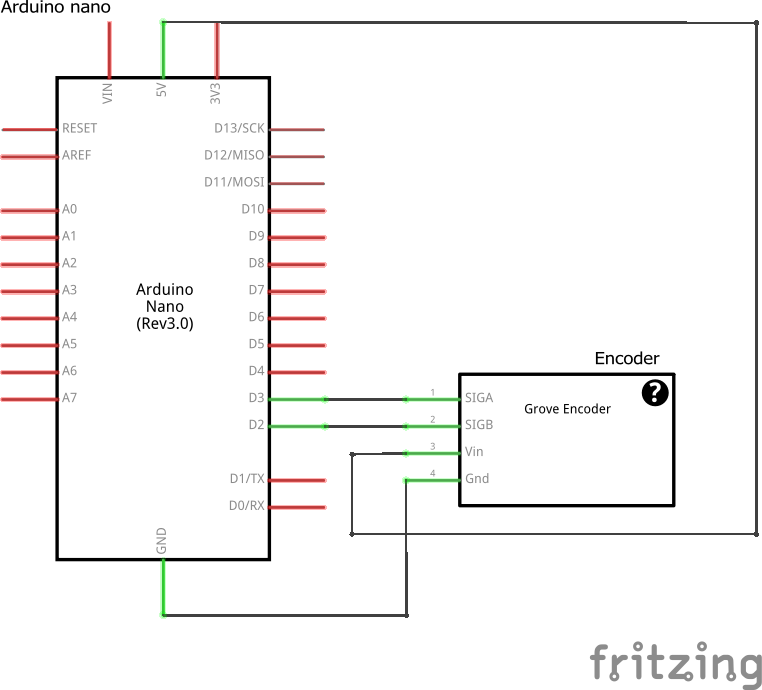 Arduino nano
VIN
5V
3V3
RESET
D13/SCK
AREF
D12/MISO
D11/MOSI
A0
D10
A1
D9
A2
D8
A3
D7
Arduino
Nano
(Rev3.0)
A4
D6
A5
D5
A6
D4
A7
D3
D2
D1/TX
D0/RX
GND
Encoder
?
Grove Encoder
1
SIGA
2
SIGB
3
Vin
4
Gnd
fritzing